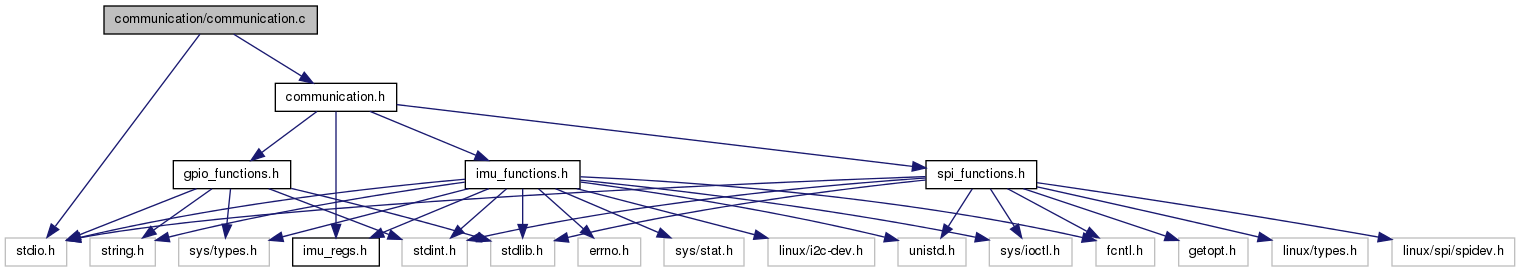 communication/communication.c
communication.h
gpio_functions.h
imu_functions.h
spi_functions.h
stdio.h
string.h
sys/types.h
imu_regs.h
stdint.h
stdlib.h
errno.h
sys/stat.h
linux/i2c-dev.h
unistd.h
sys/ioctl.h
fcntl.h
getopt.h
linux/types.h
linux/spi/spidev.h